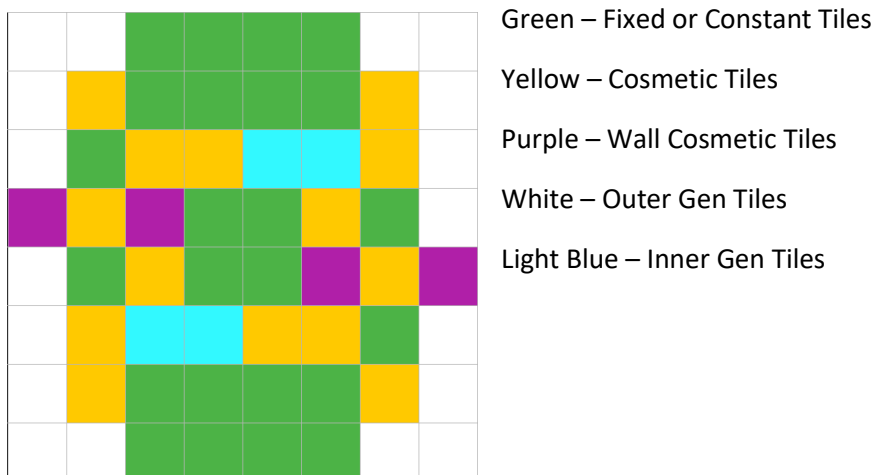 Green – Fixed or Constant Tiles
Yellow – Cosmetic Tiles
Purple – Wall Cosmetic Tiles
White – Outer Gen Tiles
Light Blue – Inner Gen Tiles